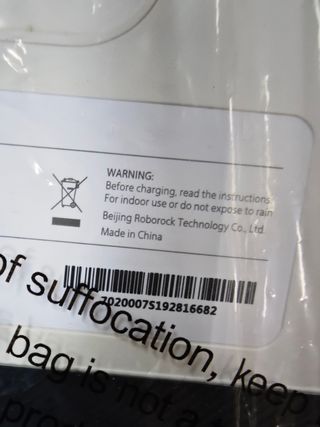 WARNING:
Before charging, read the instructions
For indoor use or do not expose to rain
Beijing Roborock Technology Co., Ltd.
Made in China
7020007S192816682
of suffocation, keep
bag is not a